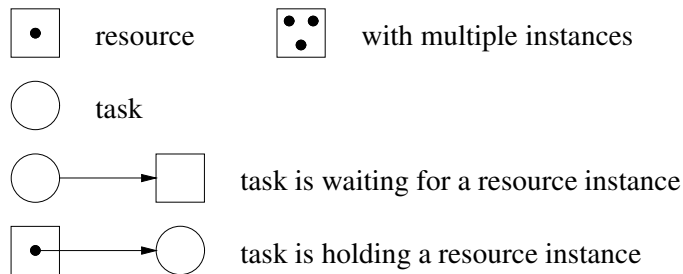 resource with multiple instances
task
task is waiting for a resource instance
task is holding a resource instance